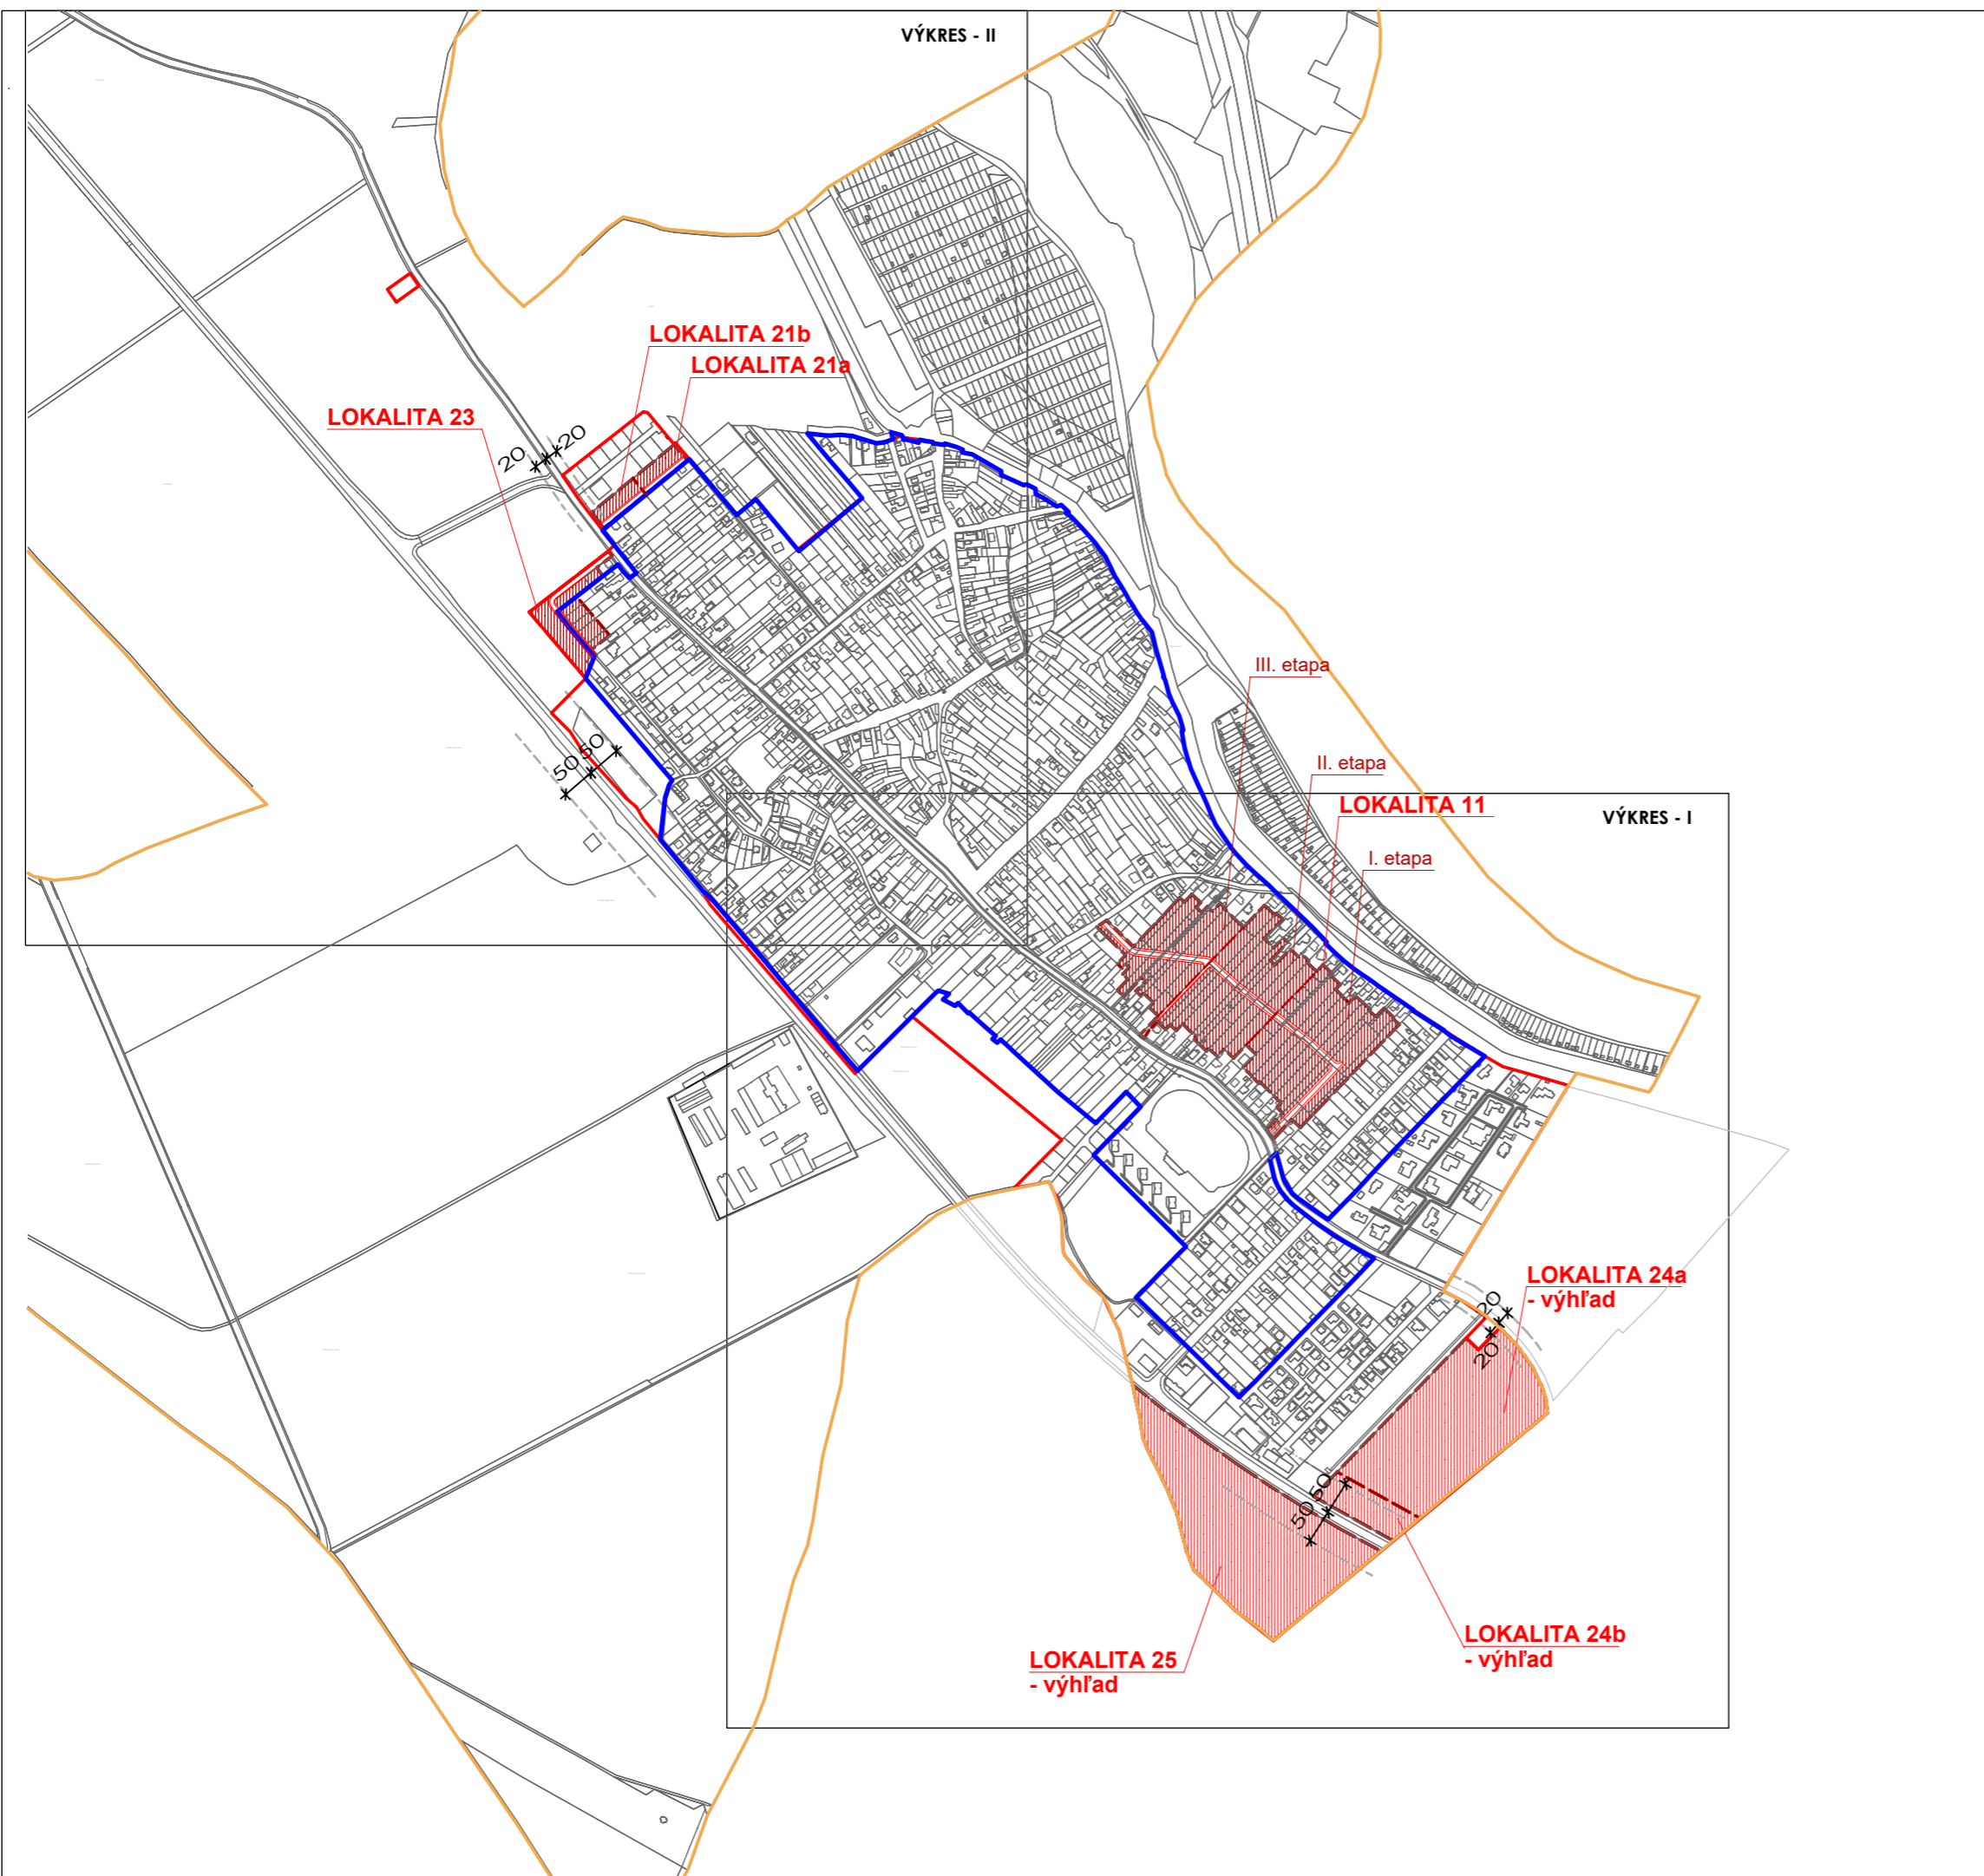 VÝKRES - II
LOKALITA 21b
LOKALITA 21a
LOKALITA 23
20
20
III. etapa
50
50
II. etapa
LOKALITA 11
VÝKRES - I
I. etapa
LOKALITA 24a
- výhľad
20
20
50
50
LOKALITA 24b
- výhľad
LOKALITA 25
- výhľad